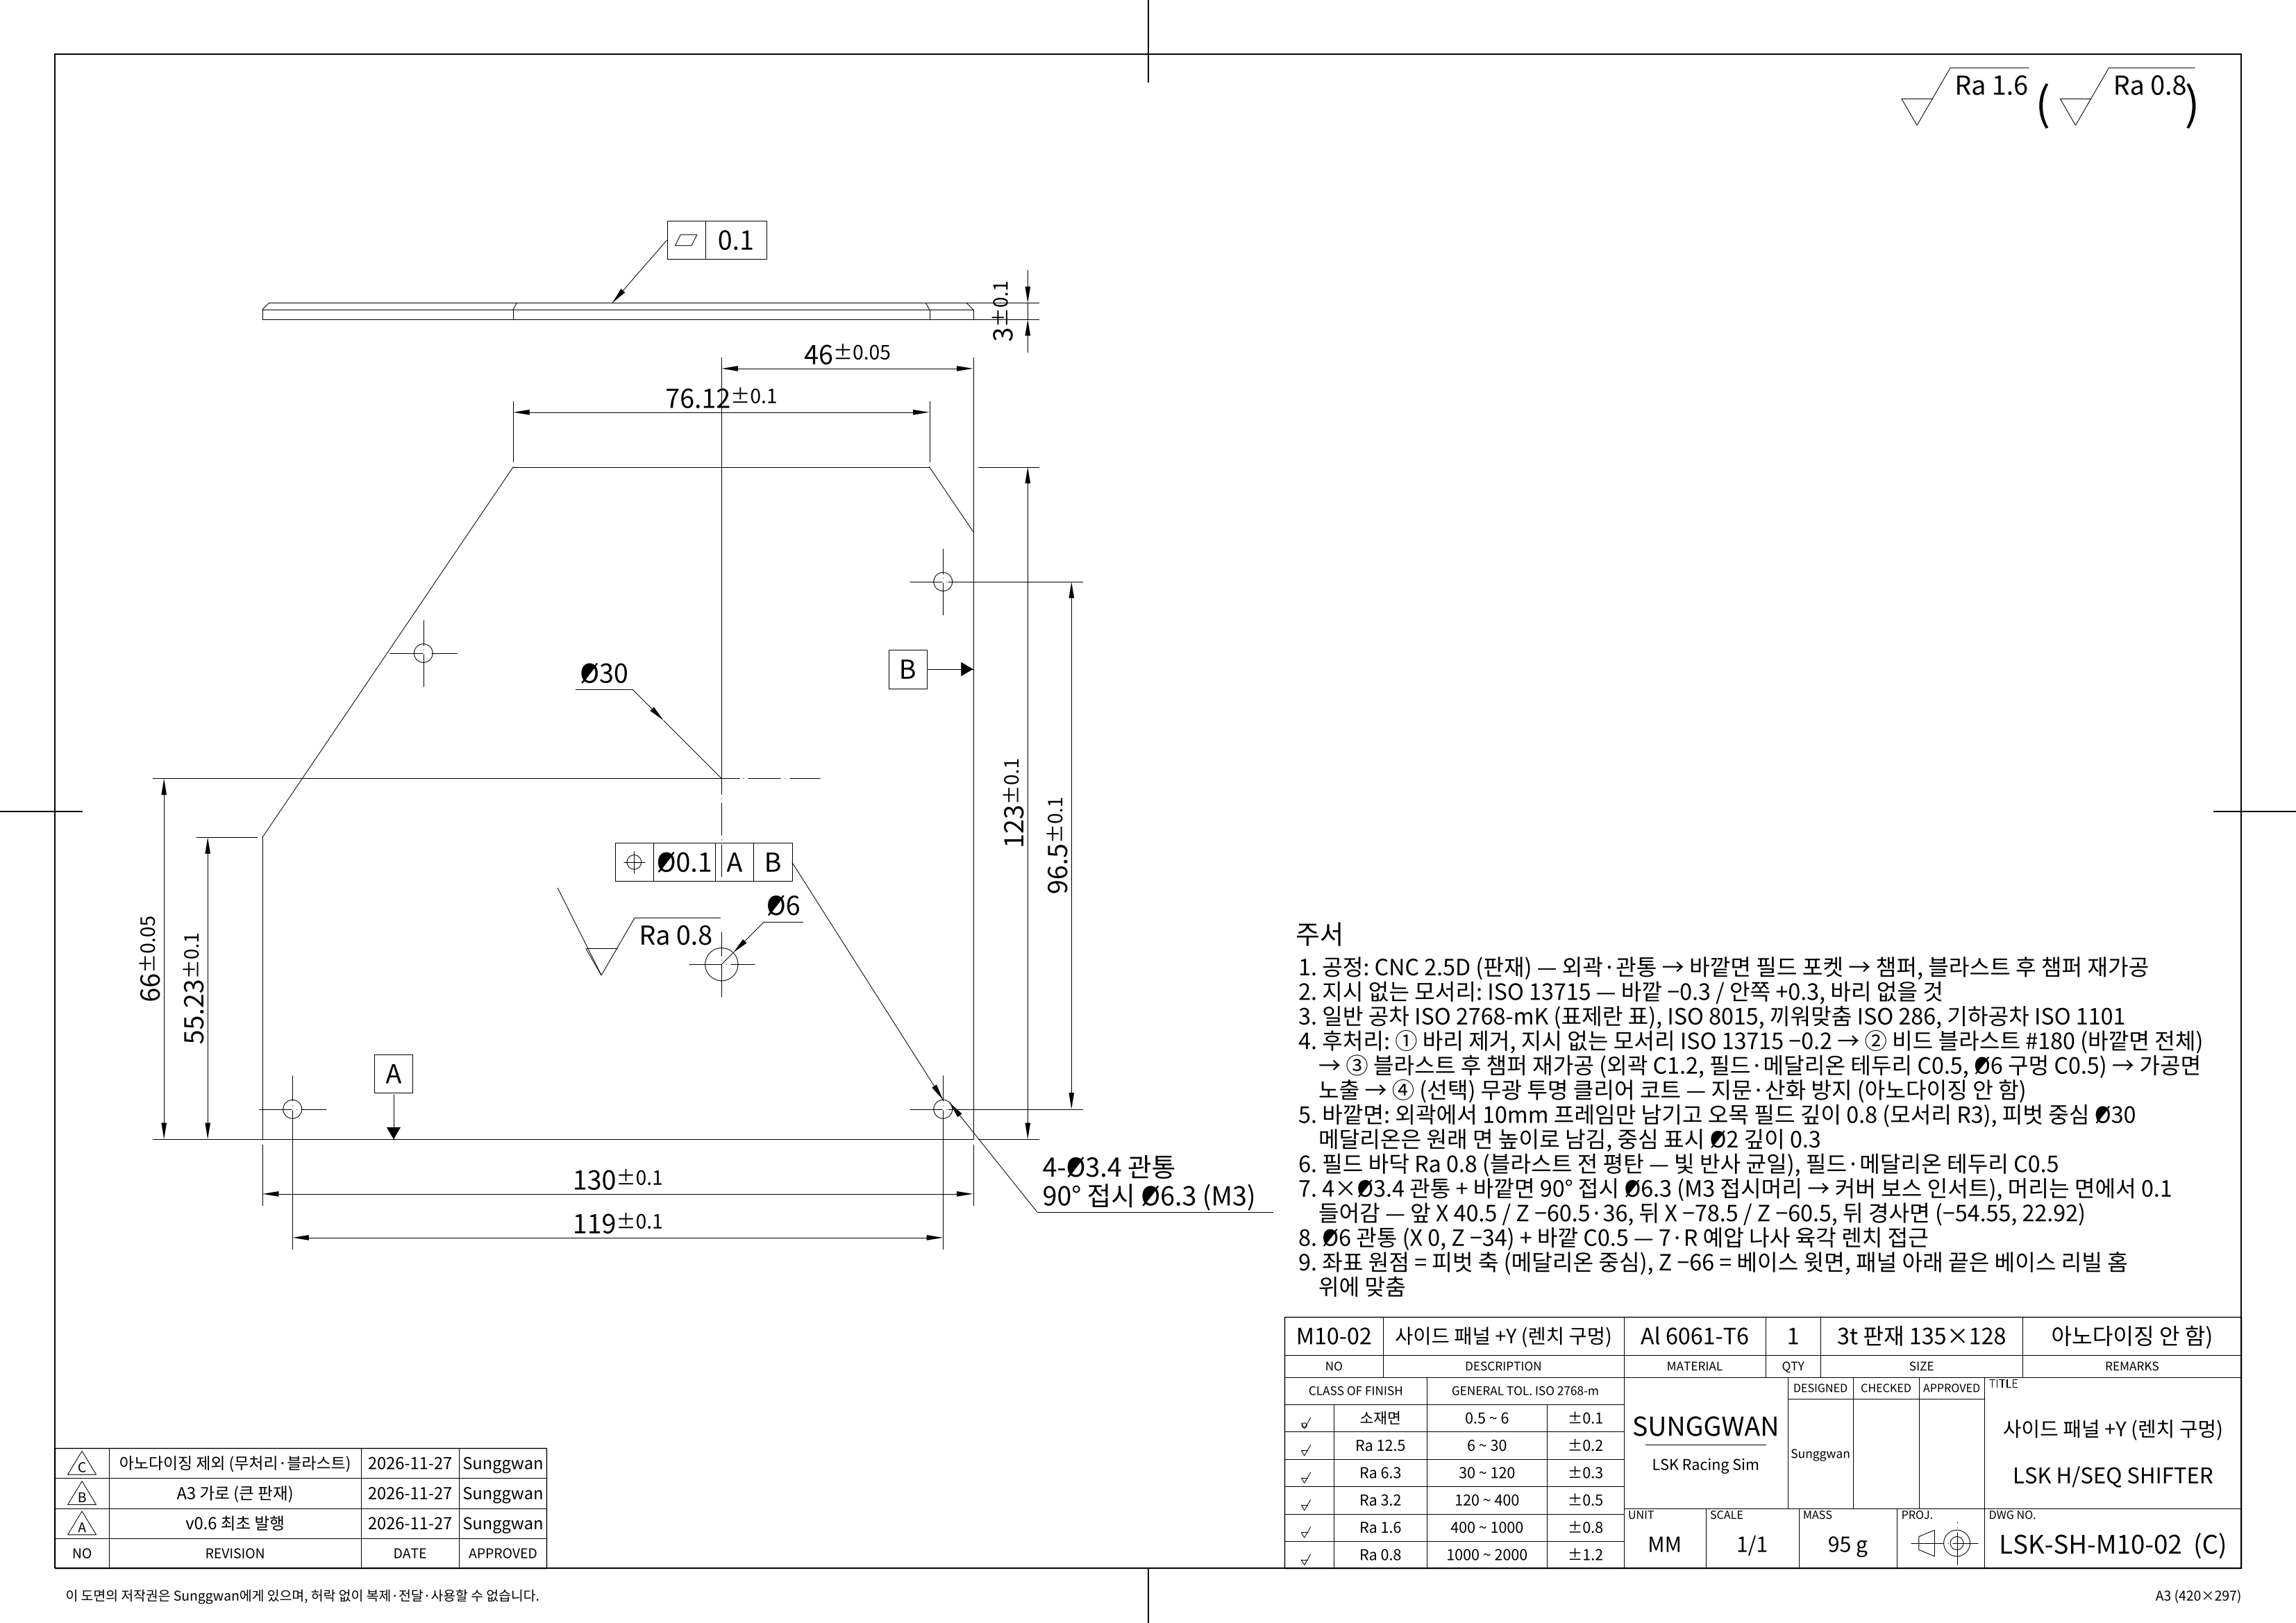 Ra 1.6 ( Ra 0.8 )
0.1
3±0.1
46±0.05
76.12±0.1
B
Ø30
123±0.1
96.5±0.1
Ø0.1 A B
Ø6
Ra 0.8
66±0.05
55.23±0.1
A
4-Ø3.4 관통
90° 접시 Ø6.3 (M3)
130±0.1
119±0.1
주서
1. 공정: CNC 2.5D (판재) — 외곽·관통 → 바깥면 필드 포켓 → 챔퍼, 블라스트 후 챔퍼 재가공
2. 지시 없는 모서리: ISO 13715 — 바깥 −0.3 / 안쪽 +0.3, 바리 없을 것
3. 일반 공차 ISO 2768-mK (표제란 표), ISO 8015, 끼워맞춤 ISO 286, 기하공차 ISO 1101
4. 후처리: ① 바리 제거, 지시 없는 모서리 ISO 13715 −0.2 → ② 비드 블라스트 #180 (바깥면 전체)
→ ③ 블라스트 후 챔퍼 재가공 (외곽 C1.2, 필드·메달리온 테두리 C0.5, Ø6 구멍 C0.5) → 가공면
노출 → ④ (선택) 무광 투명 클리어 코트 — 지문·산화 방지 (아노다이징 안 함)
5. 바깥면: 외곽에서 10mm 프레임만 남기고 오목 필드 깊이 0.8 (모서리 R3), 피벗 중심 Ø30
메달리온은 원래 면 높이로 남김, 중심 표시 Ø2 깊이 0.3
6. 필드 바닥 Ra 0.8 (블라스트 전 평탄 — 빛 반사 균일), 필드·메달리온 테두리 C0.5
7. 4×Ø3.4 관통 + 바깥면 90° 접시 Ø6.3 (M3 접시머리 → 커버 보스 인서트), 머리는 면에서 0.1
들어감 — 앞 X 40.5 / Z −60.5·36, 뒤 X −78.5 / Z −60.5, 뒤 경사면 (−54.55, 22.92)
8. Ø6 관통 (X 0, Z −34) + 바깥 C0.5 — 7·R 예압 나사 육각 렌치 접근
9. 좌표 원점 = 피벗 축 (메달리온 중심), Z −66 = 베이스 윗면, 패널 아래 끝은 베이스 리빌 홈
위에 맞춤
M10-02 사이드 패널 +Y (렌치 구멍) Al 6061-T6 1 3t 판재 135×128 아노다이징 안 함)
NO DESCRIPTION MATERIAL QTY SIZE REMARKS
CLASS OF FINISH GENERAL TOL. ISO 2768-m
소재면 0.5 ~ 6 ±0.1
Ra 12.5 6 ~ 30 ±0.2
Ra 6.3 30 ~ 120 ±0.3
Ra 3.2 120 ~ 400 ±0.5
Ra 1.6 400 ~ 1000 ±0.8
Ra 0.8 1000 ~ 2000 ±1.2
SUNGGWAN
LSK Racing Sim
DESIGNED CHECKED APPROVED
Sunggwan
TITLE
사이드 패널 +Y (렌치 구멍)
LSK H/SEQ SHIFTER
UNIT SCALE MASS PROJ. DWG NO.
MM 1/1 95 g LSK-SH-M10-02 (C)
C 아노다이징 제외 (무처리·블라스트) 2026-11-27 Sunggwan
B A3 가로 (큰 판재) 2026-11-27 Sunggwan
A v0.6 최초 발행 2026-11-27 Sunggwan
NO REVISION DATE APPROVED
이 도면의 저작권은 Sunggwan에게 있으며, 허락 없이 복제·전달·사용할 수 없습니다.
A3 (420×297)